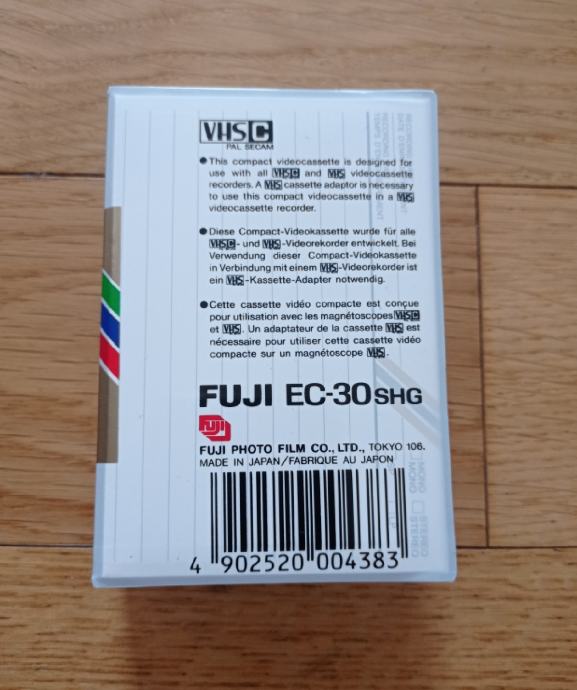 VHS C
PAL SECAM
●This compact videocassette is designed for
use with all VHS C and VHS videocassette
recorders. A VHS cassette adaptor is necessary
to use this compact videocassette in a VHS
videocassette recorder.
●Diese Compact-Videokassette wurde für alle
VHS C- und VHS-Videorekorder entwickelt. Bei
Verwendung dieser Compact-Videokassette
in Verbindung mit einem VHS-Videorekorder ist
ein VHS-Kassette-Adapter notwendig.
●Cette cassette vidéo compacte est conçue
pour utilisation avec les magnétoscopes VHS C
et VHS. Un adaptateur de la cassette VHS est
nécessaire pour utiliser cette cassette vidéo
compacte sur un magnétoscope VHS.
FUJI EC-30 SHG
FUJI
FUJI PHOTO FILM CO., LTD., TOKYO 106.
MADE IN JAPAN/FABRIQUE AU JAPON
4 902520 004383
MONO
MONO
STEREO
STEREO